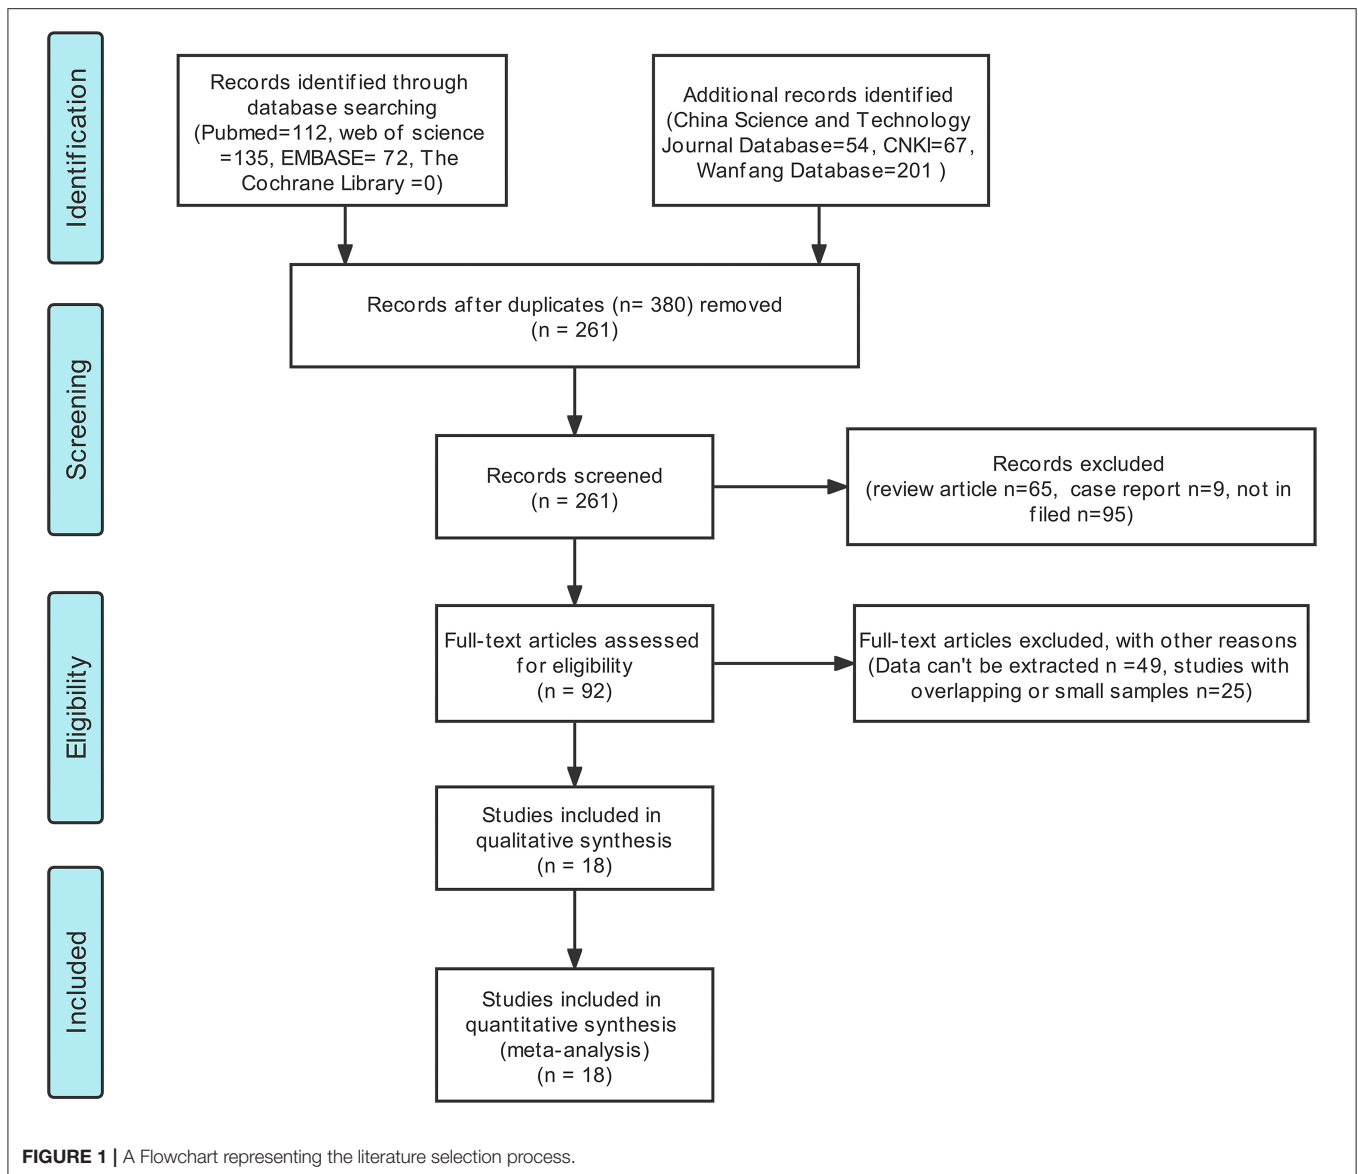 Identification
Records identified through
database searching
(Pubmed=112, web of science
=135, EMBASE= 72, The
Cochrane Library =0)
Additional records identified
(China Science and Technology
Journal Database=54, CNKI=67,
Wanfang Database=201 )
Screening
Records after duplicates (n= 380) removed
(n = 261)
Records screened
(n = 261)
Records excluded
(review article n=65, case report n=9, not in
filed n=95)
Eligibility
Full-text articles assessed
for eligibility
(n = 92)
Full-text articles excluded, with other reasons
(Data can't be extracted n =49, studies with
overlapping or small samples n=25)
Studies included in
qualitative synthesis
(n = 18)
Included
Studies included in
quantitative synthesis
(meta-analysis)
(n = 18)
FIGURE 1 | A Flowchart representing the literature selection process.